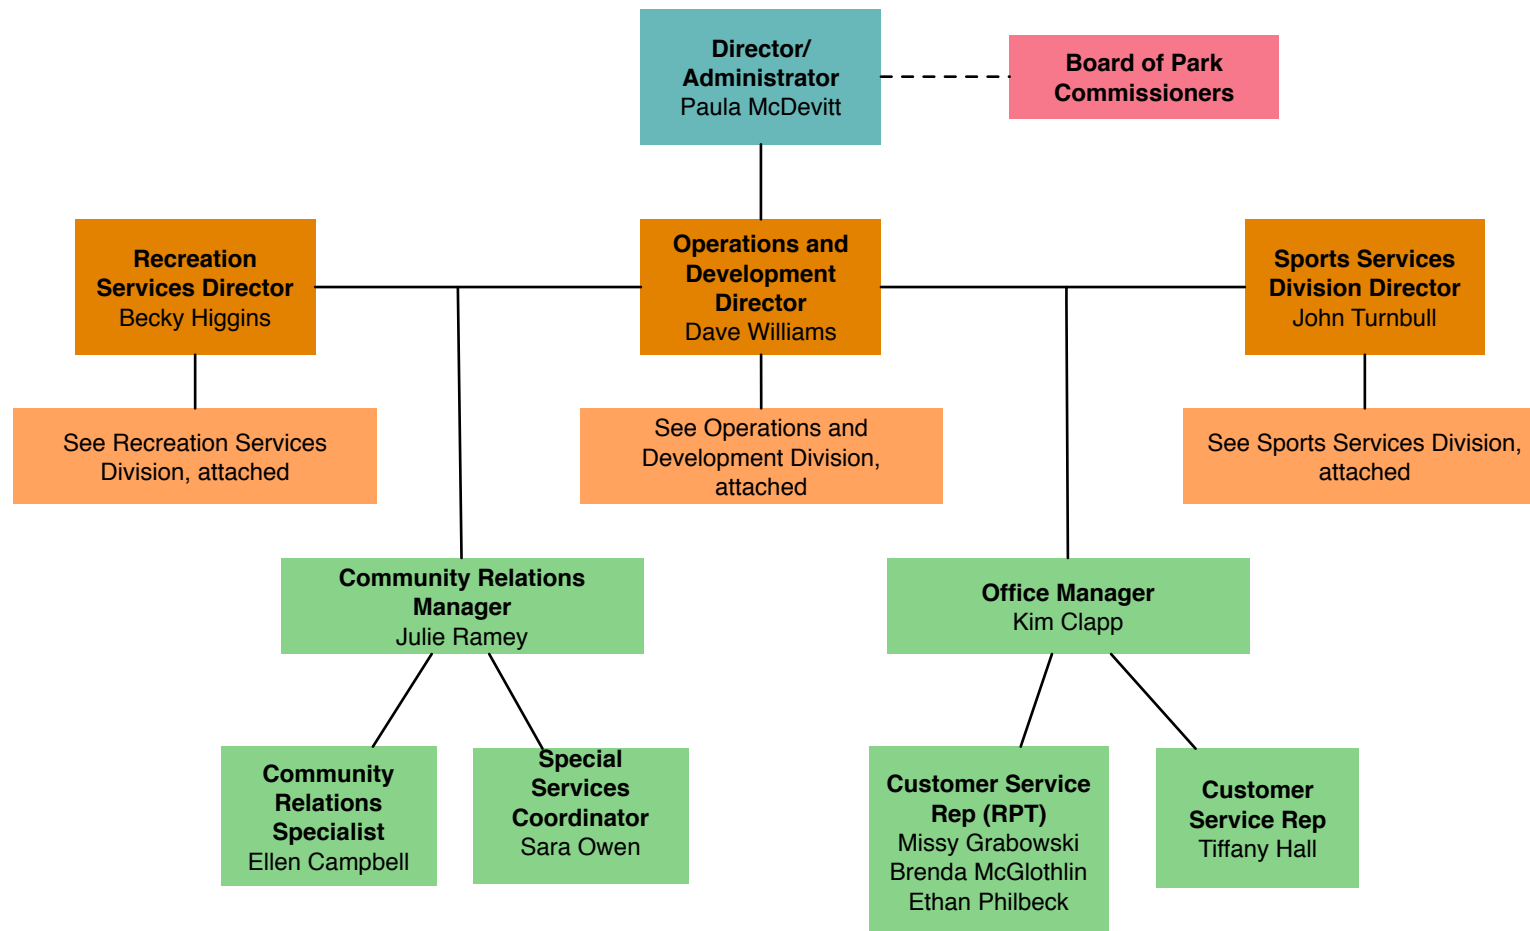 Director/
Administrator
Paula McDevitt
Board of Park
Commissioners
Recreation
Services Director
Becky Higgins
Operations and
Development
Director
Dave Williams
Sports Services
Division Director
John Turnbull
See Recreation Services
Division, attached
See Operations and
Development Division,
attached
See Sports Services Division,
attached
Community Relations
Manager
Julie Ramey
Office Manager
Kim Clapp
Community
Relations
Specialist
Ellen Campbell
Special
Services
Coordinator
Sara Owen
Customer Service
Rep (RPT)
Missy Grabowski
Brenda McGlothlin
Ethan Philbeck
Customer
Service Rep
Tiffany Hall